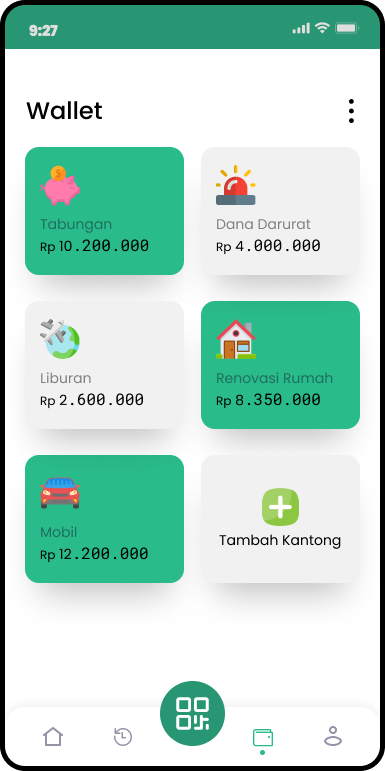 9:27
Wallet
Tabungan
Rp 10.200.000
Dana Darurat
Rp 4.000.000
Liburan
Rp 2.600.000
Renovasi Rumah
Rp 8.350.000
Mobil
Rp 12.200.000
Tambah Kantong